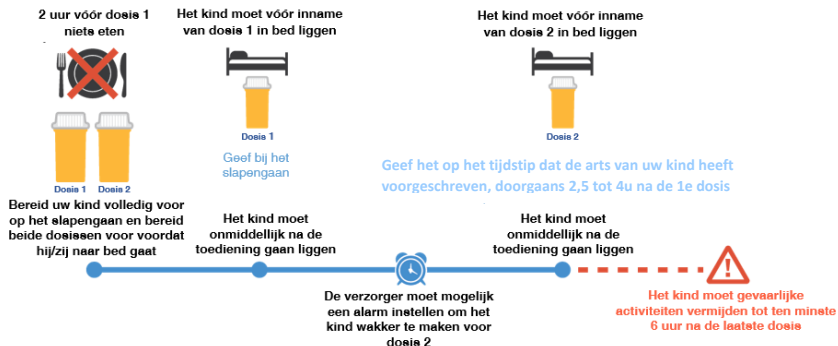 2 uur vóór dosis 1
niets eten
Dosis 1
Dosis 2
Bereid uw kind volledig voor
op het slapengaan en bereid
beide dosissen voor voordat
hij/zij naar bed gaat
Het kind moet vóór inname
van dosis 1 in bed liggen
Dosis 1
Geef bij het
slapengaan
Het kind moet
onmiddellijk na de
toediening gaan liggen
De verzorger moet mogelijk
een alarm instellen om het
kind wakker te maken voor
dosis 2
Het kind moet vóór inname
van dosis 2 in bed liggen
Dosis 2
Geef het op het tijdstip dat de arts van uw kind heeft
voorgeschreven, doorgaans 2,5 tot 4u na de 1e dosis
Het kind moet
onmiddellijk na de
toediening gaan liggen
Het kind moet gevaarlijke
activiteiten vermijden tot ten minste
6 uur na de laatste dosis